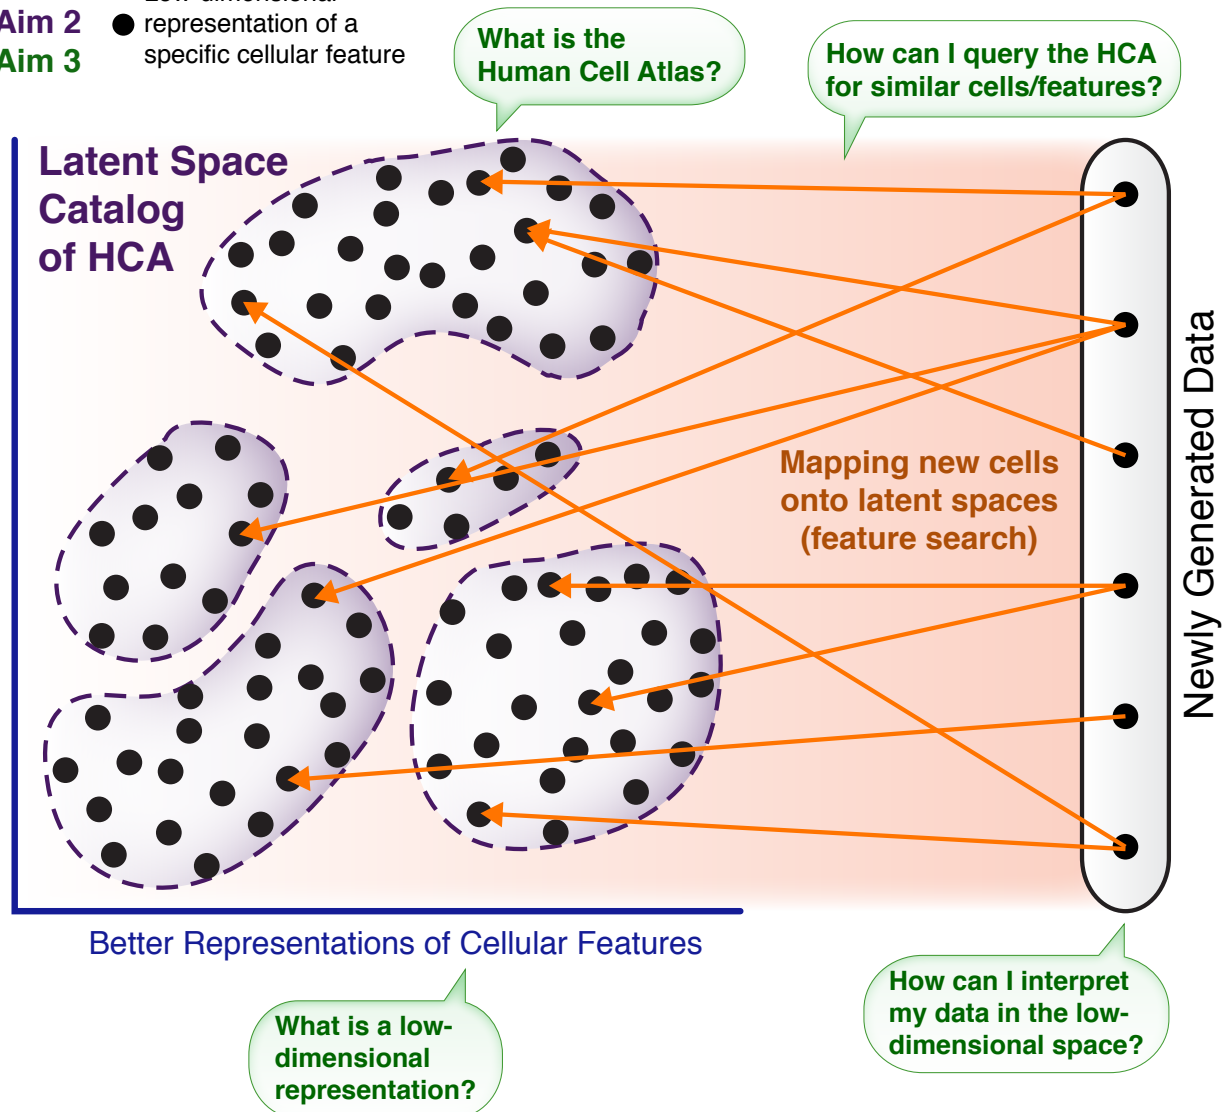 Aim 2
Aim 3
representation of a
specific cellular feature
What is the
Human Cell Atlas?
How can I query the HCA
for similar cells/features?
Latent Space
Catalog
of HCA
Mapping new cells
onto latent spaces
(feature search)
Newly Generated Data
Better Representations of Cellular Features
What is a low-
dimensional
representation?
How can I interpret
my data in the low-
dimensional space?